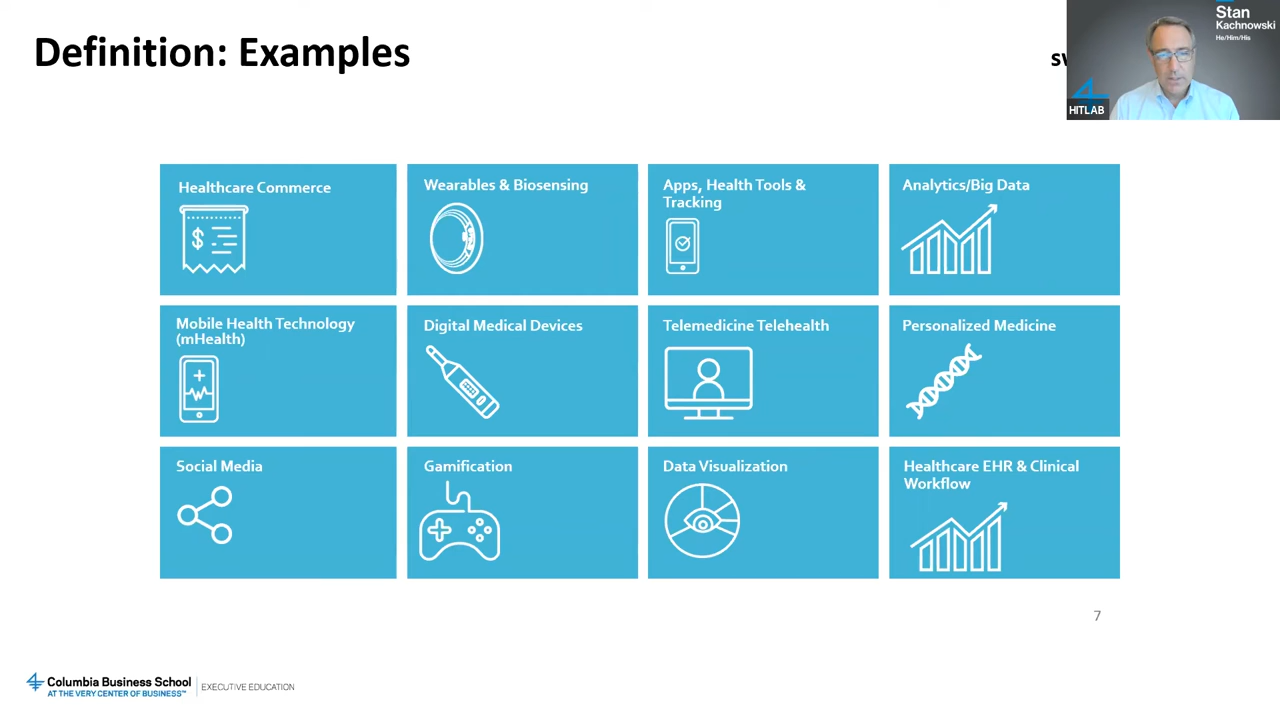 Definition: Examples
Stan
Kachnowski
He/Him/His
HITLAB
Healthcare Commerce
$
Wearables & Biosensing
Apps, Health Tools &
Tracking
Analytics/Big Data
Mobile Health Technology
(mHealth)
Digital Medical Devices
Telemedicine Telehealth
Personalized Medicine
Social Media
Gamification
Data Visualization
Healthcare EHR & Clinical
Workflow
7
Columbia Business School
AT THE VERY CENTER OF BUSINESS™
EXECUTIVE EDUCATION